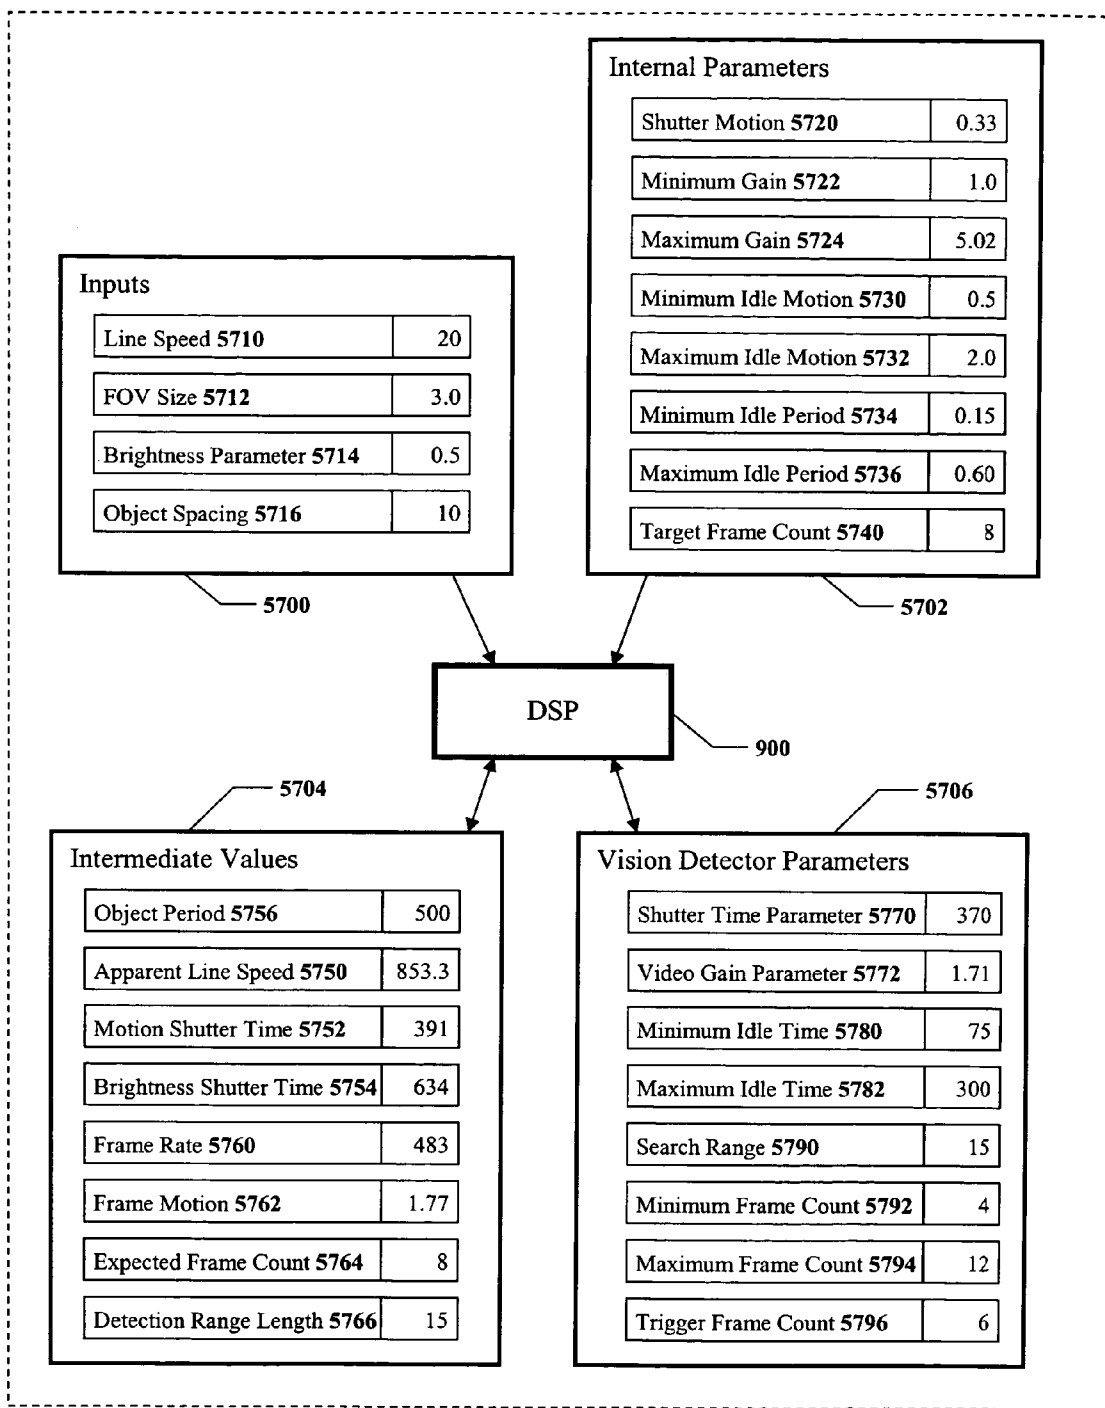 Internal Parameters
Shutter Motion 5720 0.33
Minimum Gain 5722 1.0
Maximum Gain 5724 5.02
Minimum Idle Motion 5730 0.5
Maximum Idle Motion 5732 2.0
Minimum Idle Period 5734 0.15
Maximum Idle Period 5736 0.60
Target Frame Count 5740 8
5702
Inputs
Line Speed 5710 20
FOV Size 5712 3.0
Brightness Parameter 5714 0.5
Object Spacing 5716 10
5700
DSP
900
5704
Intermediate Values
Object Period 5756 500
Apparent Line Speed 5750 853.3
Motion Shutter Time 5752 391
Brightness Shutter Time 5754 634
Frame Rate 5760 483
Frame Motion 5762 1.77
Expected Frame Count 5764 8
Detection Range Length 5766 15
5706
Vision Detector Parameters
Shutter Time Parameter 5770 370
Video Gain Parameter 5772 1.71
Minimum Idle Time 5780 75
Maximum Idle Time 5782 300
Search Range 5790 15
Minimum Frame Count 5792 4
Maximum Frame Count 5794 12
Trigger Frame Count 5796 6